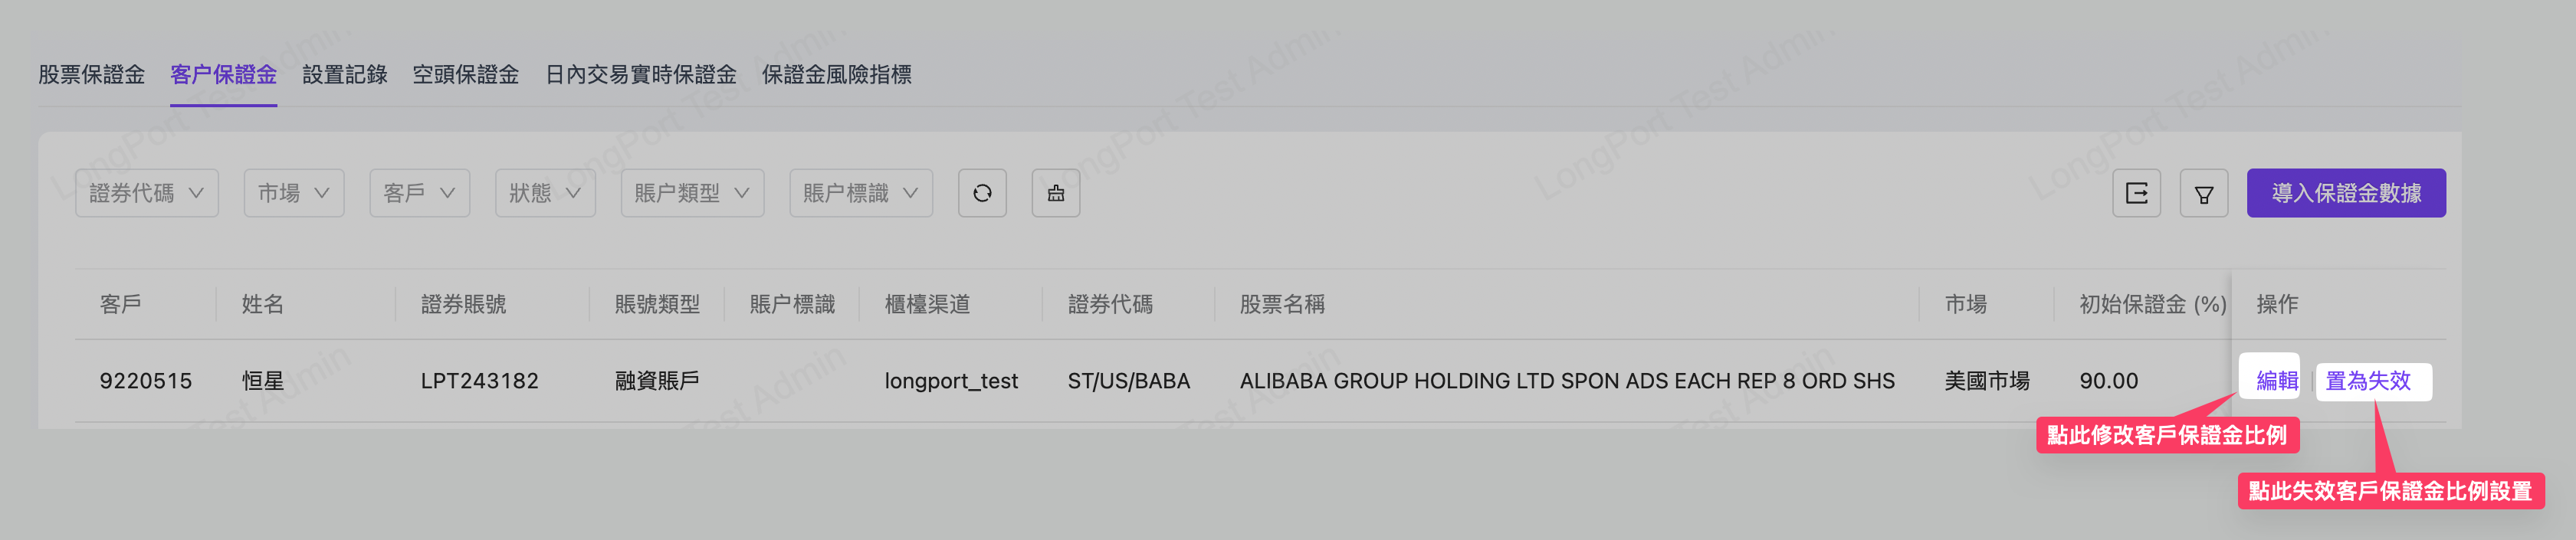 股票保證金 客户保證金 設置記錄 空頭保證金 日內交易實時保證金 保證金風險指標
證券代碼 市場 客戶 狀態 賬戶類型 賬戶標識 導入保證金數據
客戶 姓名 證券賬號 賬號類型 賬戶標識 櫃檯渠道 證券代碼 股票名稱 市場 初始保證金 (%) 操作
9220515 恒星 LPT243182 融資賬戶 longport_test ST/US/BABA ALIBABA GROUP HOLDING LTD SPON ADS EACH REP 8 ORD SHS 美國市場 90.00 編輯 置為失效
點此修改客戶保證金比例
點此失效客戶保證金比例設置
LongPort Test Admin